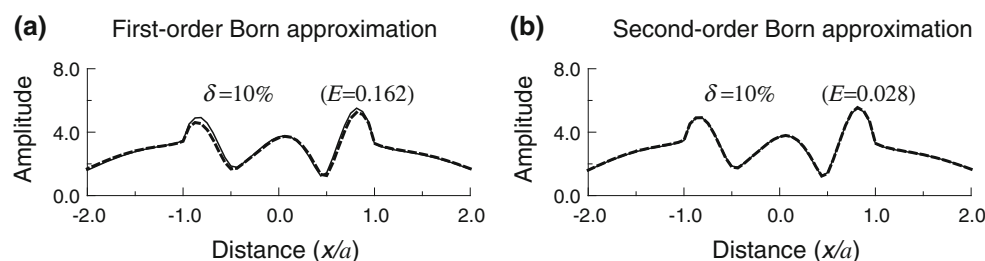 (a) First-order Born approximation
8.0
4.0
0.0
Amplitude
δ=10% (E=0.162)
-2.0 -1.0 0.0 1.0 2.0
Distance (x/a)
(b) Second-order Born approximation
8.0
4.0
0.0
Amplitude
δ=10% (E=0.028)
-2.0 -1.0 0.0 1.0 2.0
Distance (x/a)